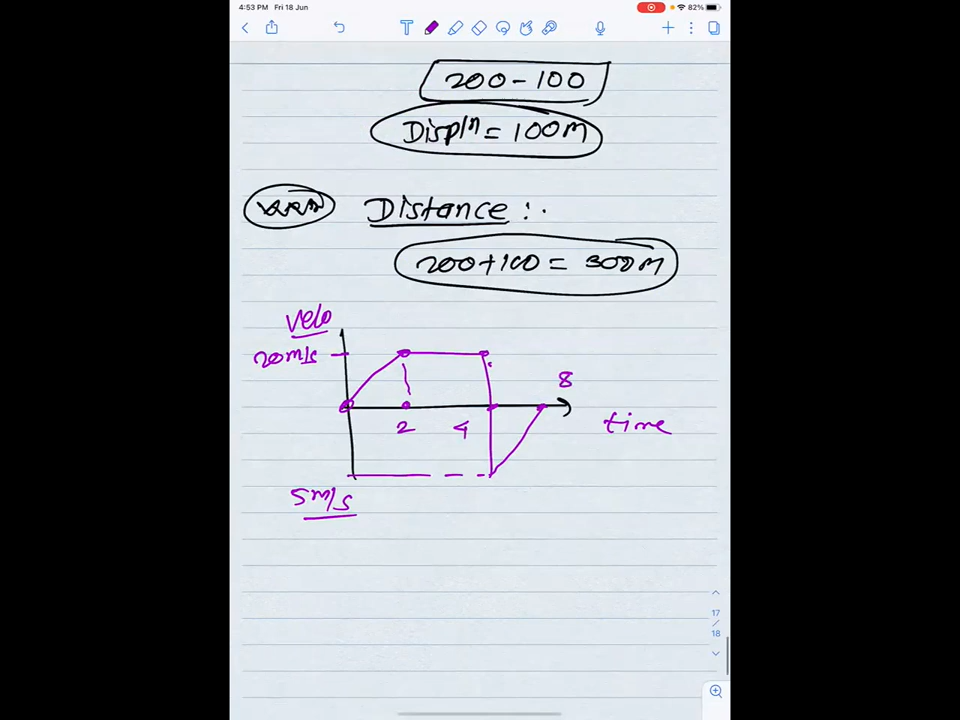 4:53 PM Fri 18 Jun
82%
200 - 100
Displn = 100M
Distance :.
200+100 = 300M
Velo
20m/s
8
2
4
time
5m/s
17
/
18